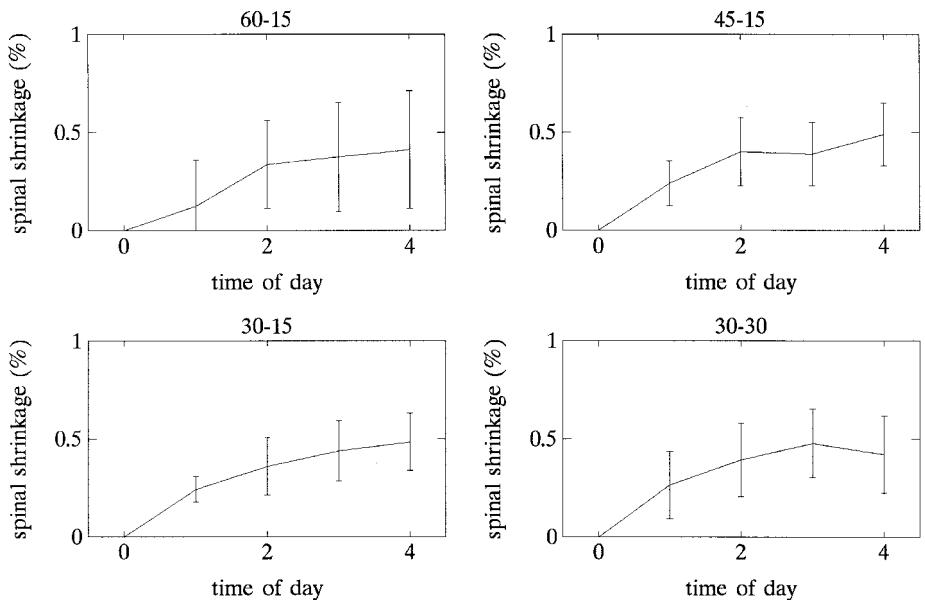 60-15
spinal shrinkage (%)
1
0.5
0
0 2 4
time of day
45-15
spinal shrinkage (%)
1
0.5
0
0 2 4
time of day
30-15
spinal shrinkage (%)
1
0.5
0
0 2 4
time of day
30-30
spinal shrinkage (%)
1
0.5
0
0 2 4
time of day